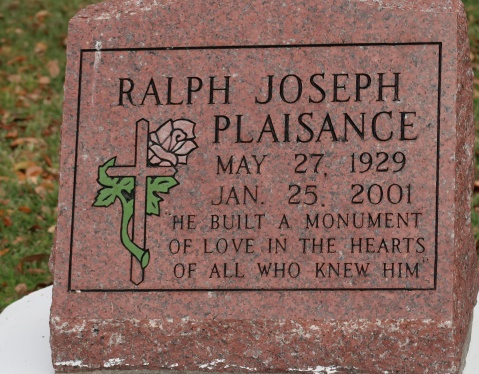 RALPH JOSEPH
PLAISANCE
MAY 27, 1929
JAN. 25, 2001
"HE BUILT A MONUMENT
OF LOVE IN THE HEARTS
OF ALL WHO KNEW HIM"